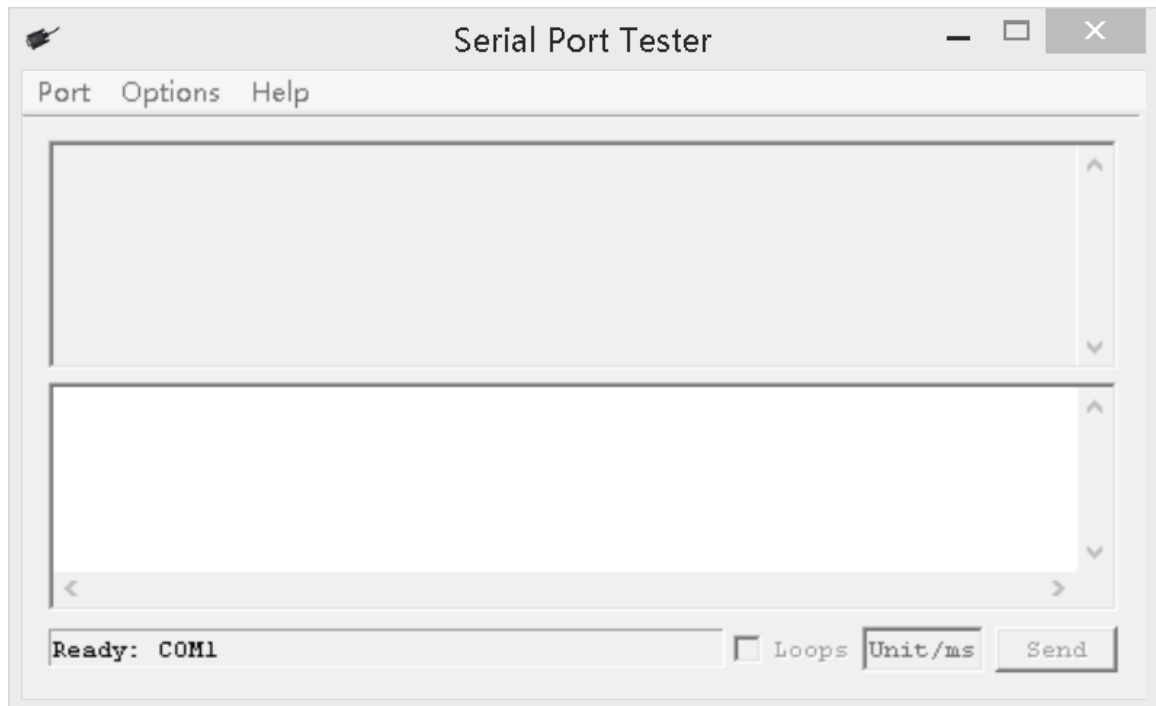 Serial Port Tester
Port Options Help
Ready: COM1 Loops Unit/ms Send